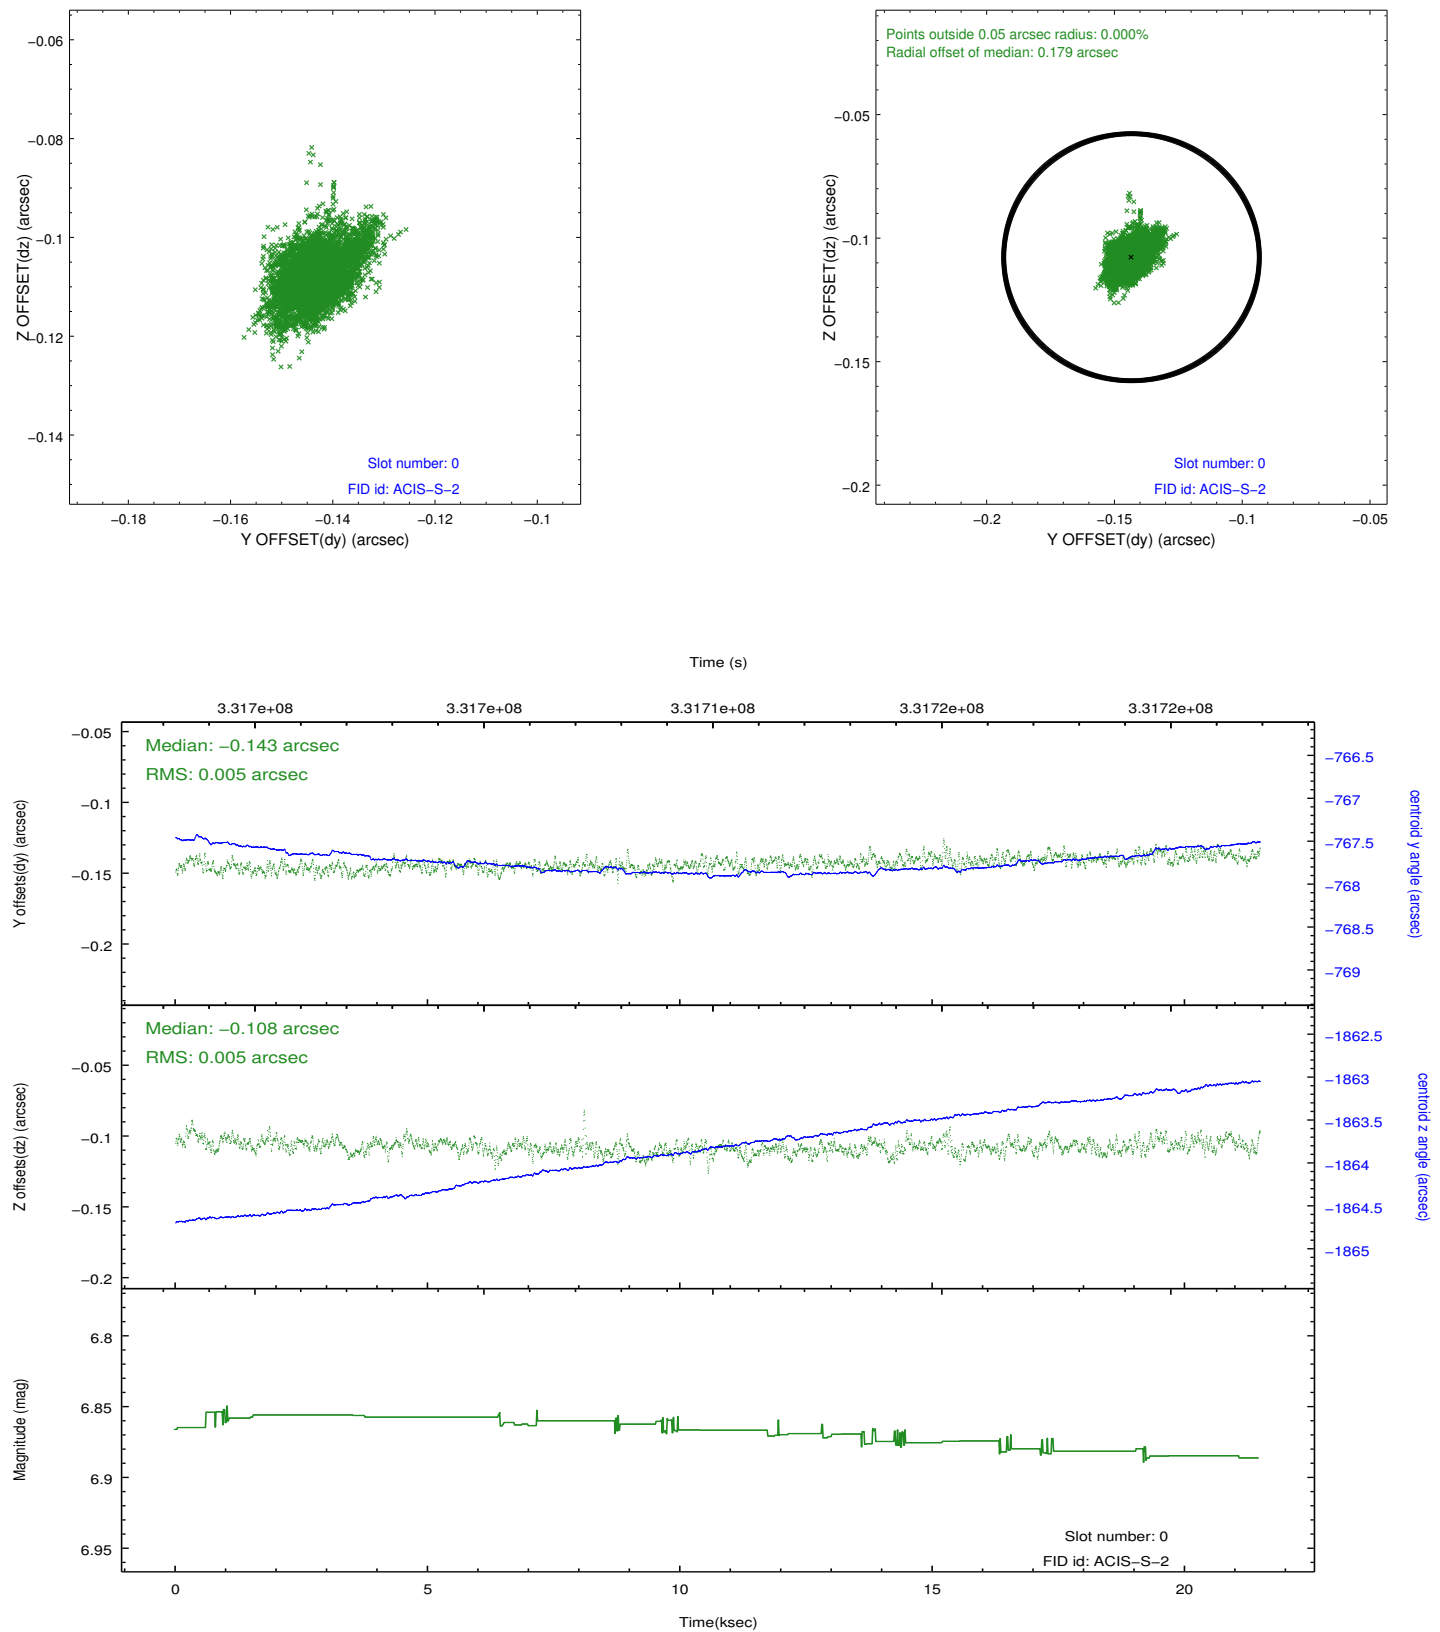 −0.06
−0.08
−0.1
−0.12
−0.14
Z OFFSET(dz) (arcsec)
−0.18
−0.16
−0.14
−0.12
−0.1
Y OFFSET(dy) (arcsec)
Slot number: 0
FID id: ACIS−S−2
Points outside 0.05 arcsec radius: 0.000%
Radial offset of median: 0.179 arcsec
−0.05
−0.1
−0.15
−0.2
Z OFFSET(dz) (arcsec)
Slot number: 0
FID id: ACIS−S−2
−0.2
−0.15
−0.1
−0.05
Y OFFSET(dy) (arcsec)
Time (s)
3.317e+08
3.317e+08
3.3171e+08
3.3172e+08
3.3172e+08
Median: −0.143 arcsec
RMS: 0.005 arcsec
−0.05
−0.1
−0.15
−0.2
Y offsets(dy) (arcsec)
−766.5
−767
−767.5
−768
−768.5
−769
centroid y angle (arcsec)
Median: −0.108 arcsec
RMS: 0.005 arcsec
−0.05
−0.1
−0.15
−0.2
Z offsets(dz) (arcsec)
−1862.5
−1863
−1863.5
−1864
−1864.5
−1865
centroid z angle (arcsec)
6.8
6.85
6.9
6.95
Magnitude (mag)
Slot number: 0
FID id: ACIS−S−2
0
5
10
15
20
Time(ksec)